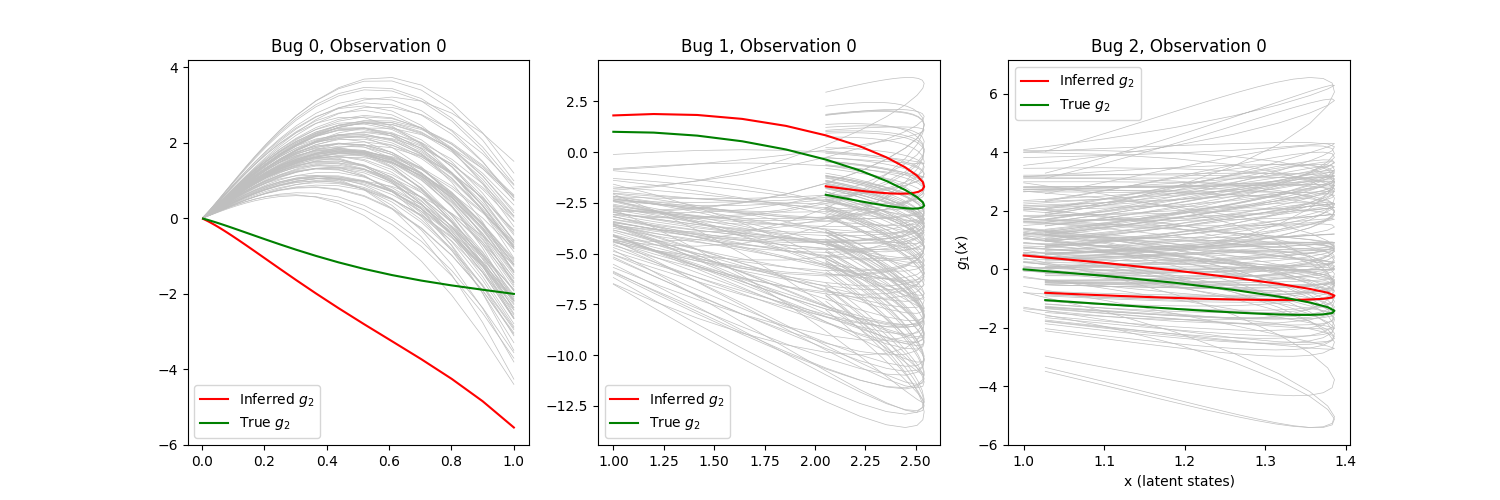 Bug 0, Observation 0
4
2
0
−2
−4
−6
0.0 0.2 0.4 0.6 0.8 1.0
Inferred g₂
True g₂
Bug 1, Observation 0
2.5
0.0
−2.5
−5.0
−7.5
−10.0
−12.5
1.00 1.25 1.50 1.75 2.00 2.25 2.50
Inferred g₂
True g₂
Bug 2, Observation 0
g₁(x)
6
4
2
0
−2
−4
−6
1.0 1.1 1.2 1.3 1.4
x (latent states)
Inferred g₂
True g₂